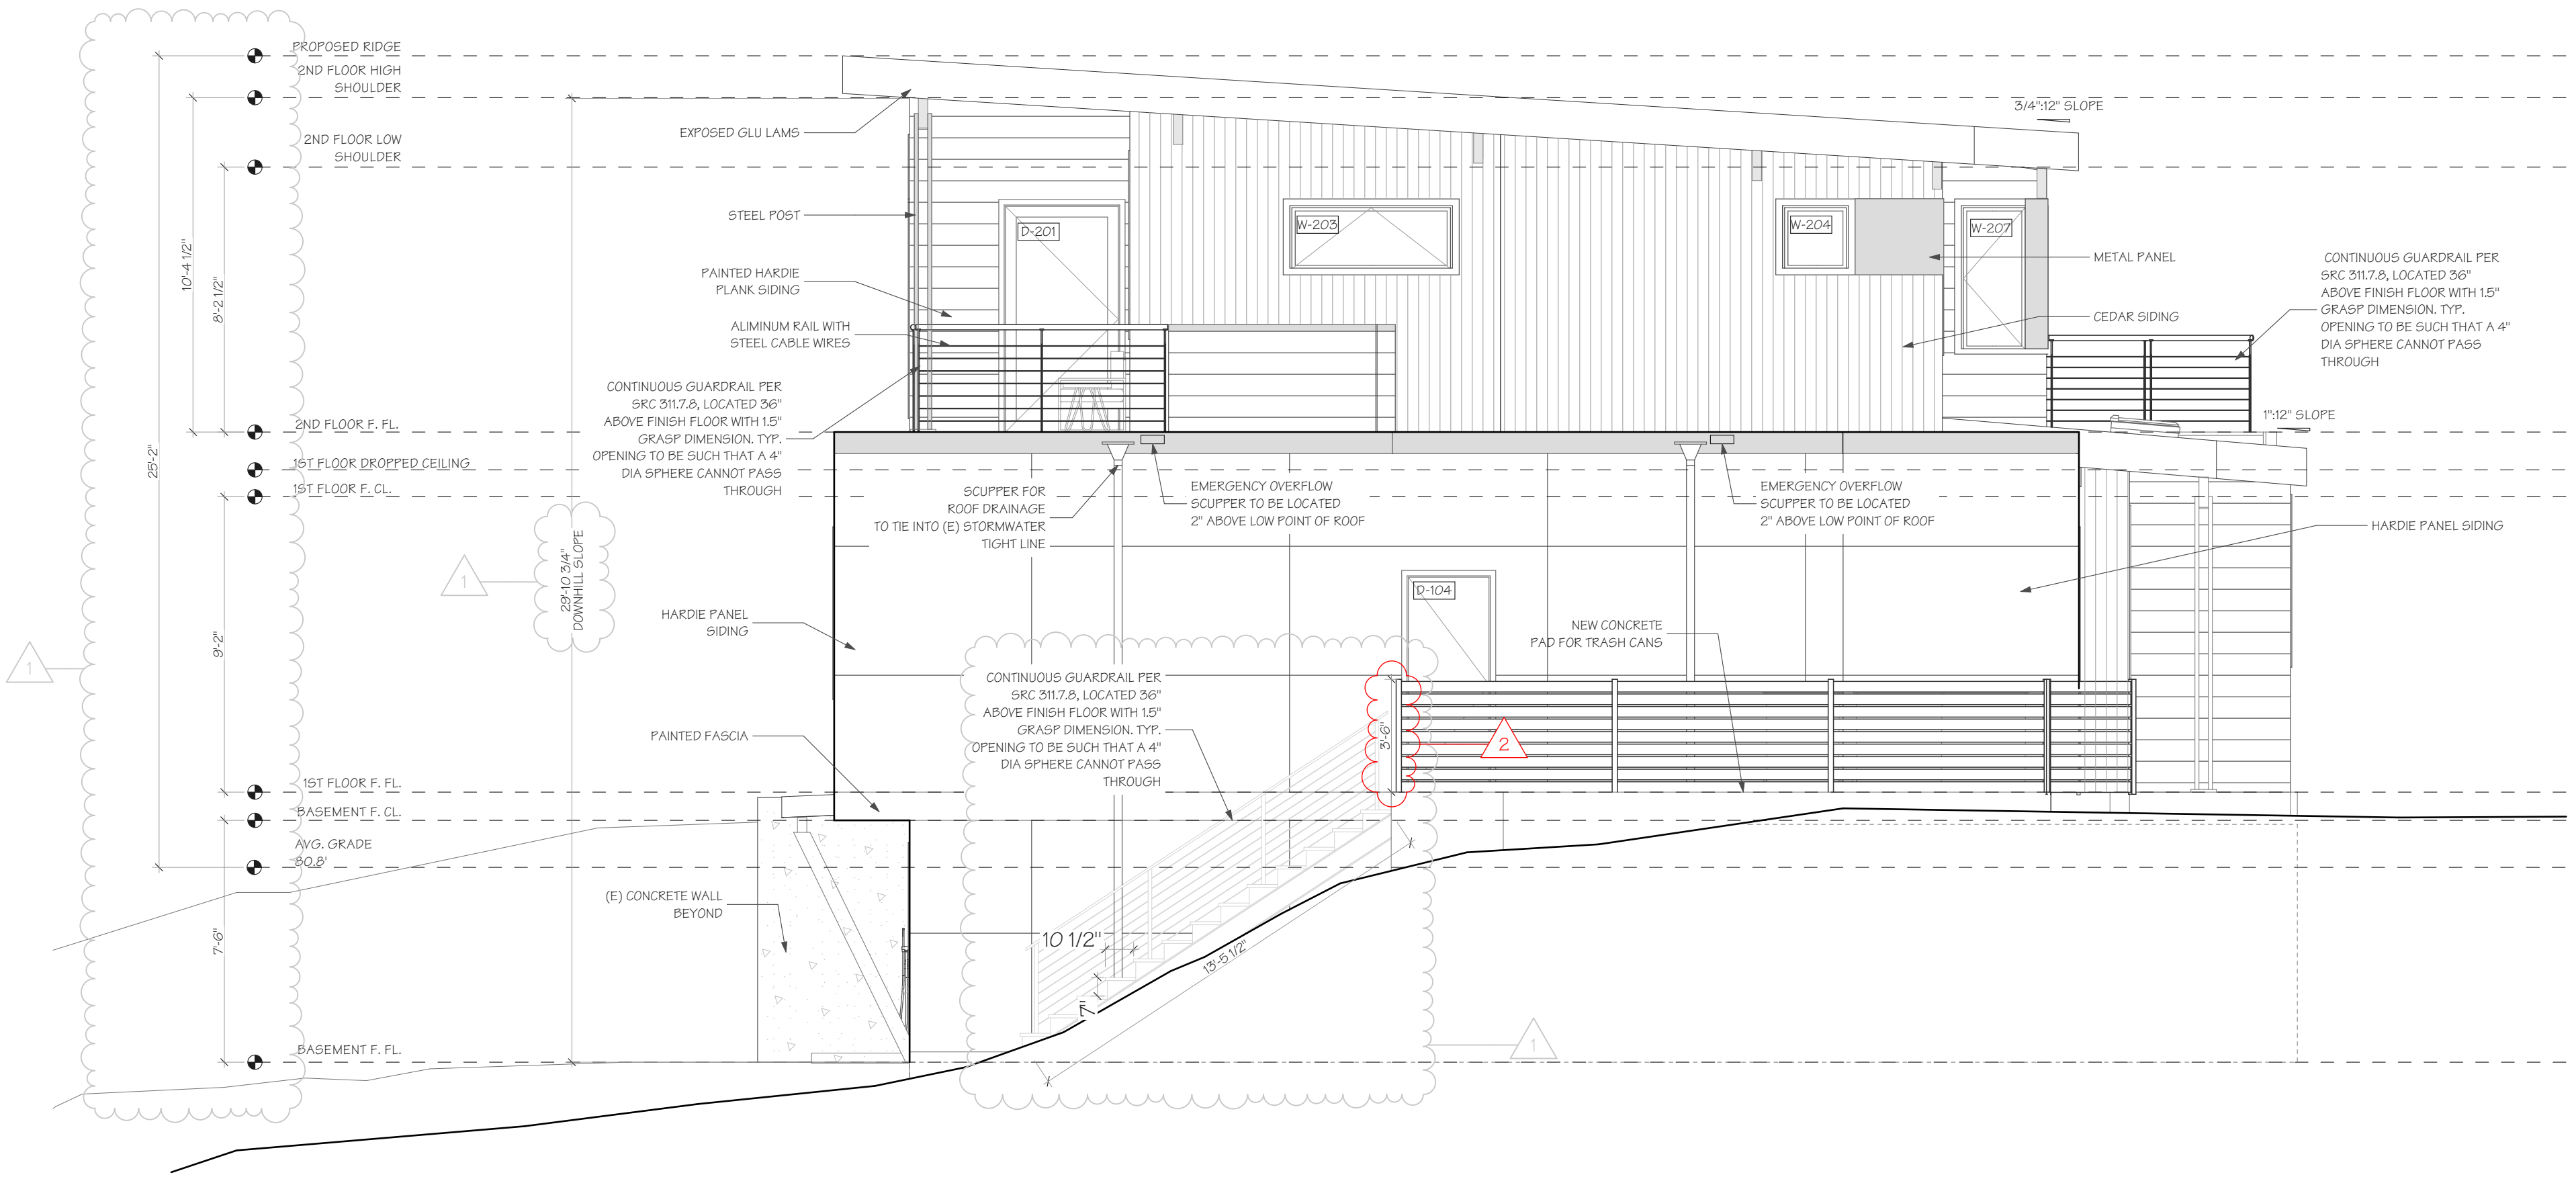 PROPOSED RIDGE
2ND FLOOR HIGH
SHOULDER
2ND FLOOR LOW
SHOULDER
2ND FLOOR F. FL.
1ST FLOOR DROPPED CEILING
1ST FLOOR F. CL.
1ST FLOOR F. FL.
BASEMENT F. CL.
AVG. GRADE
80.8'
BASEMENT F. FL.
25'-2"
10'-4 1/2"
8'-2 1/2"
9'-2"
7'-6"
1
1
29'-10 3/4"
DOWNHILL SLOPE
EXPOSED GLU LAMS
STEEL POST
PAINTED HARDIE
PLANK SIDING
ALIMINUM RAIL WITH
STEEL CABLE WIRES
CONTINUOUS GUARDRAIL PER
SRC 311.7.8, LOCATED 36"
ABOVE FINISH FLOOR WITH 1.5"
GRASP DIMENSION. TYP.
OPENING TO BE SUCH THAT A 4"
DIA SPHERE CANNOT PASS
THROUGH
D-201
W-203
W-204
W-207
3/4":12" SLOPE
METAL PANEL
CEDAR SIDING
CONTINUOUS GUARDRAIL PER
SRC 311.7.8, LOCATED 36"
ABOVE FINISH FLOOR WITH 1.5"
GRASP DIMENSION. TYP.
OPENING TO BE SUCH THAT A 4"
DIA SPHERE CANNOT PASS
THROUGH
1":12" SLOPE
SCUPPER FOR
ROOF DRAINAGE
TO TIE INTO (E) STORMWATER
TIGHT LINE
EMERGENCY OVERFLOW
SCUPPER TO BE LOCATED
2" ABOVE LOW POINT OF ROOF
EMERGENCY OVERFLOW
SCUPPER TO BE LOCATED
2" ABOVE LOW POINT OF ROOF
HARDIE PANEL SIDING
HARDIE PANEL
SIDING
D-104
NEW CONCRETE
PAD FOR TRASH CANS
CONTINUOUS GUARDRAIL PER
SRC 311.7.8, LOCATED 36"
ABOVE FINISH FLOOR WITH 1.5"
GRASP DIMENSION. TYP.
OPENING TO BE SUCH THAT A 4"
DIA SPHERE CANNOT PASS
THROUGH
3'-6"
2
PAINTED FASCIA
(E) CONCRETE WALL
BEYOND
10 1/2"
7"
13'-5 1/2"
1